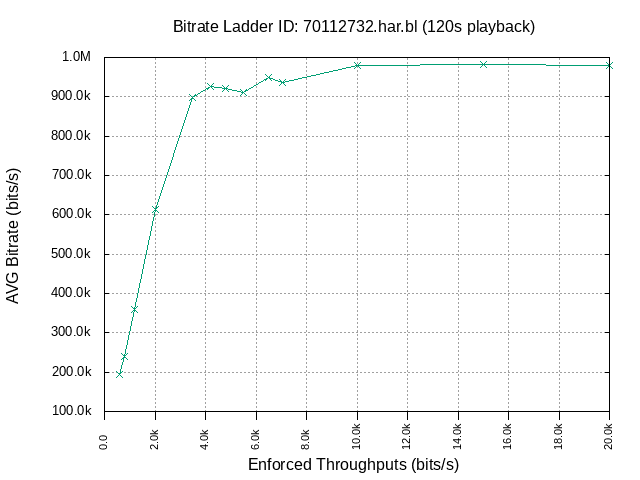 Bitrate Ladder ID: 70112732.har.bl (120s playback)
1.0M
900.0k
800.0k
700.0k
600.0k
500.0k
400.0k
300.0k
200.0k
100.0k
AVG Bitrate (bits/s)
0.0
2.0k
4.0k
6.0k
8.0k
10.0k
12.0k
14.0k
16.0k
18.0k
20.0k
Enforced Throughputs (bits/s)